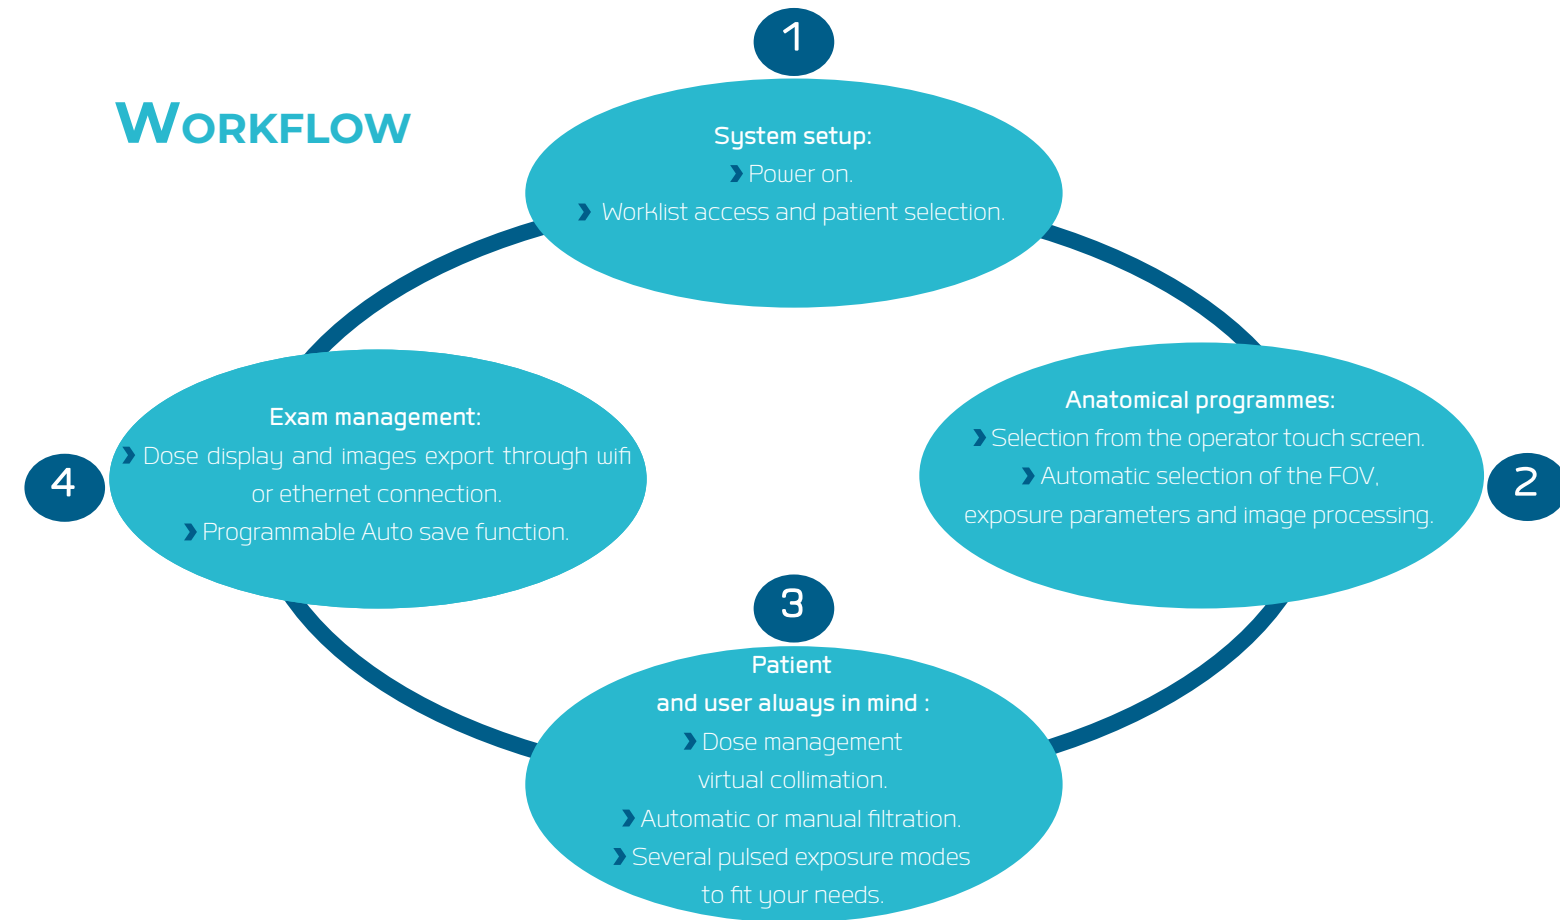 WORKFLOW
1
System setup:
❯ Power on.
❯ Worklist access and patient selection.
2
Anatomical programmes:
❯ Selection from the operator touch screen.
❯ Automatic selection of the FOV,
exposure parameters and image processing.
3
Patient
and user always in mind :
❯ Dose management
virtual collimation.
❯ Automatic or manual filtration.
❯ Several pulsed exposure modes
to fit your needs.
4
Exam management:
❯ Dose display and images export through wifi
or ethernet connection.
❯ Programmable Auto save function.